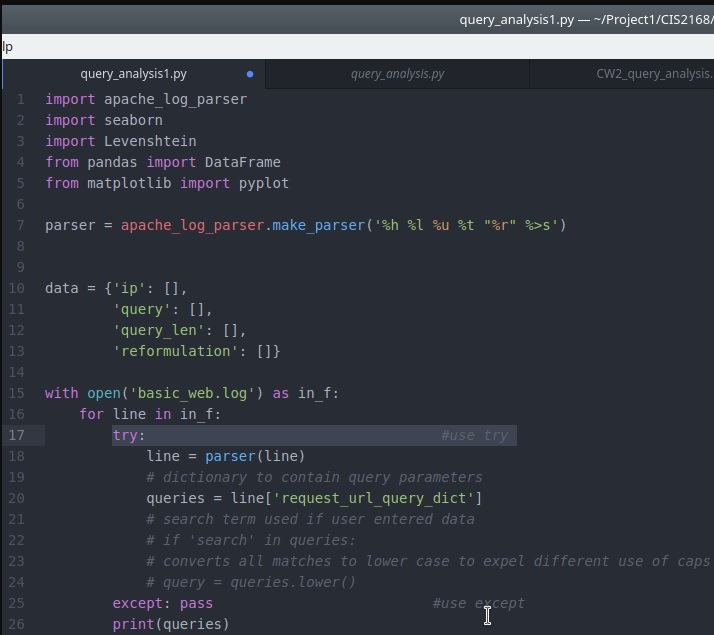 query_analysis1.py — ~/Project1/CIS2168/
lp
query_analysis1.py query_analysis.py CW2_query_analysis.
1 import apache_log_parser
2 import seaborn
3 import Levenshtein
4 from pandas import DataFrame
5 from matplotlib import pyplot
6
7 parser = apache_log_parser.make_parser('%h %l %u %t "%r" %>s')
8
9
10 data = {'ip': [],
11 'query': [],
12 'query_len': [],
13 'reformulation': []}
14
15 with open('basic_web.log') as in_f:
16 for line in in_f:
17 try: #use try
18 line = parser(line)
19 # dictionary to contain query parameters
20 queries = line['request_url_query_dict']
21 # search term used if user entered data
22 # if 'search' in queries:
23 # converts all matches to lower case to expel different use of caps
24 # query = queries.lower()
25 except: pass #use except
26 print(queries)